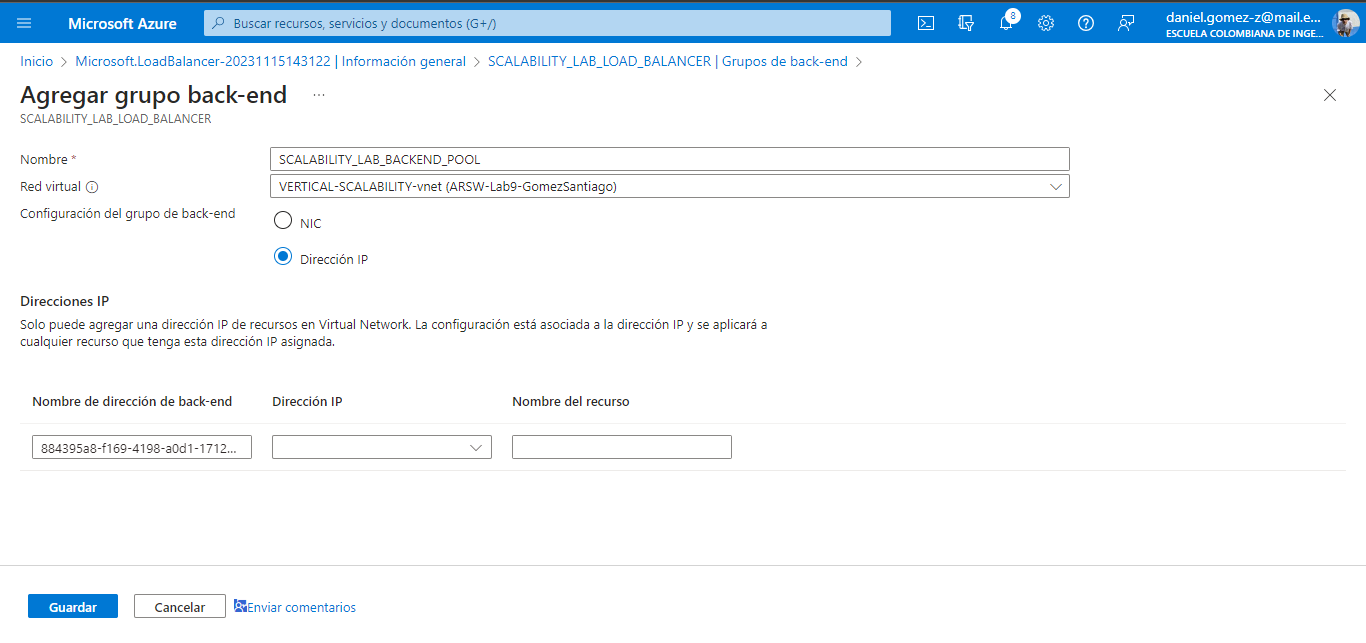 Microsoft Azure
Buscar recursos, servicios y documentos (G+/)
8
daniel.gomez-z@mail.e...
ESCUELA COLOMBIANA DE INGE...
Inicio > Microsoft.LoadBalancer-20231115143122 | Información general > SCALABILITY_LAB_LOAD_BALANCER | Grupos de back-end >
Agregar grupo back-end ...
SCALABILITY_LAB_LOAD_BALANCER
Nombre * SCALABILITY_LAB_BACKEND_POOL
Red virtual VERTICAL-SCALABILITY-vnet (ARSW-Lab9-GomezSantiago)
Configuración del grupo de back-end
NIC
Dirección IP
Direcciones IP
Solo puede agregar una dirección IP de recursos en Virtual Network. La configuración está asociada a la dirección IP y se aplicará a
cualquier recurso que tenga esta dirección IP asignada.
Nombre de dirección de back-end Dirección IP Nombre del recurso
884395a8-f169-4198-a0d1-1712...
Guardar Cancelar Enviar comentarios